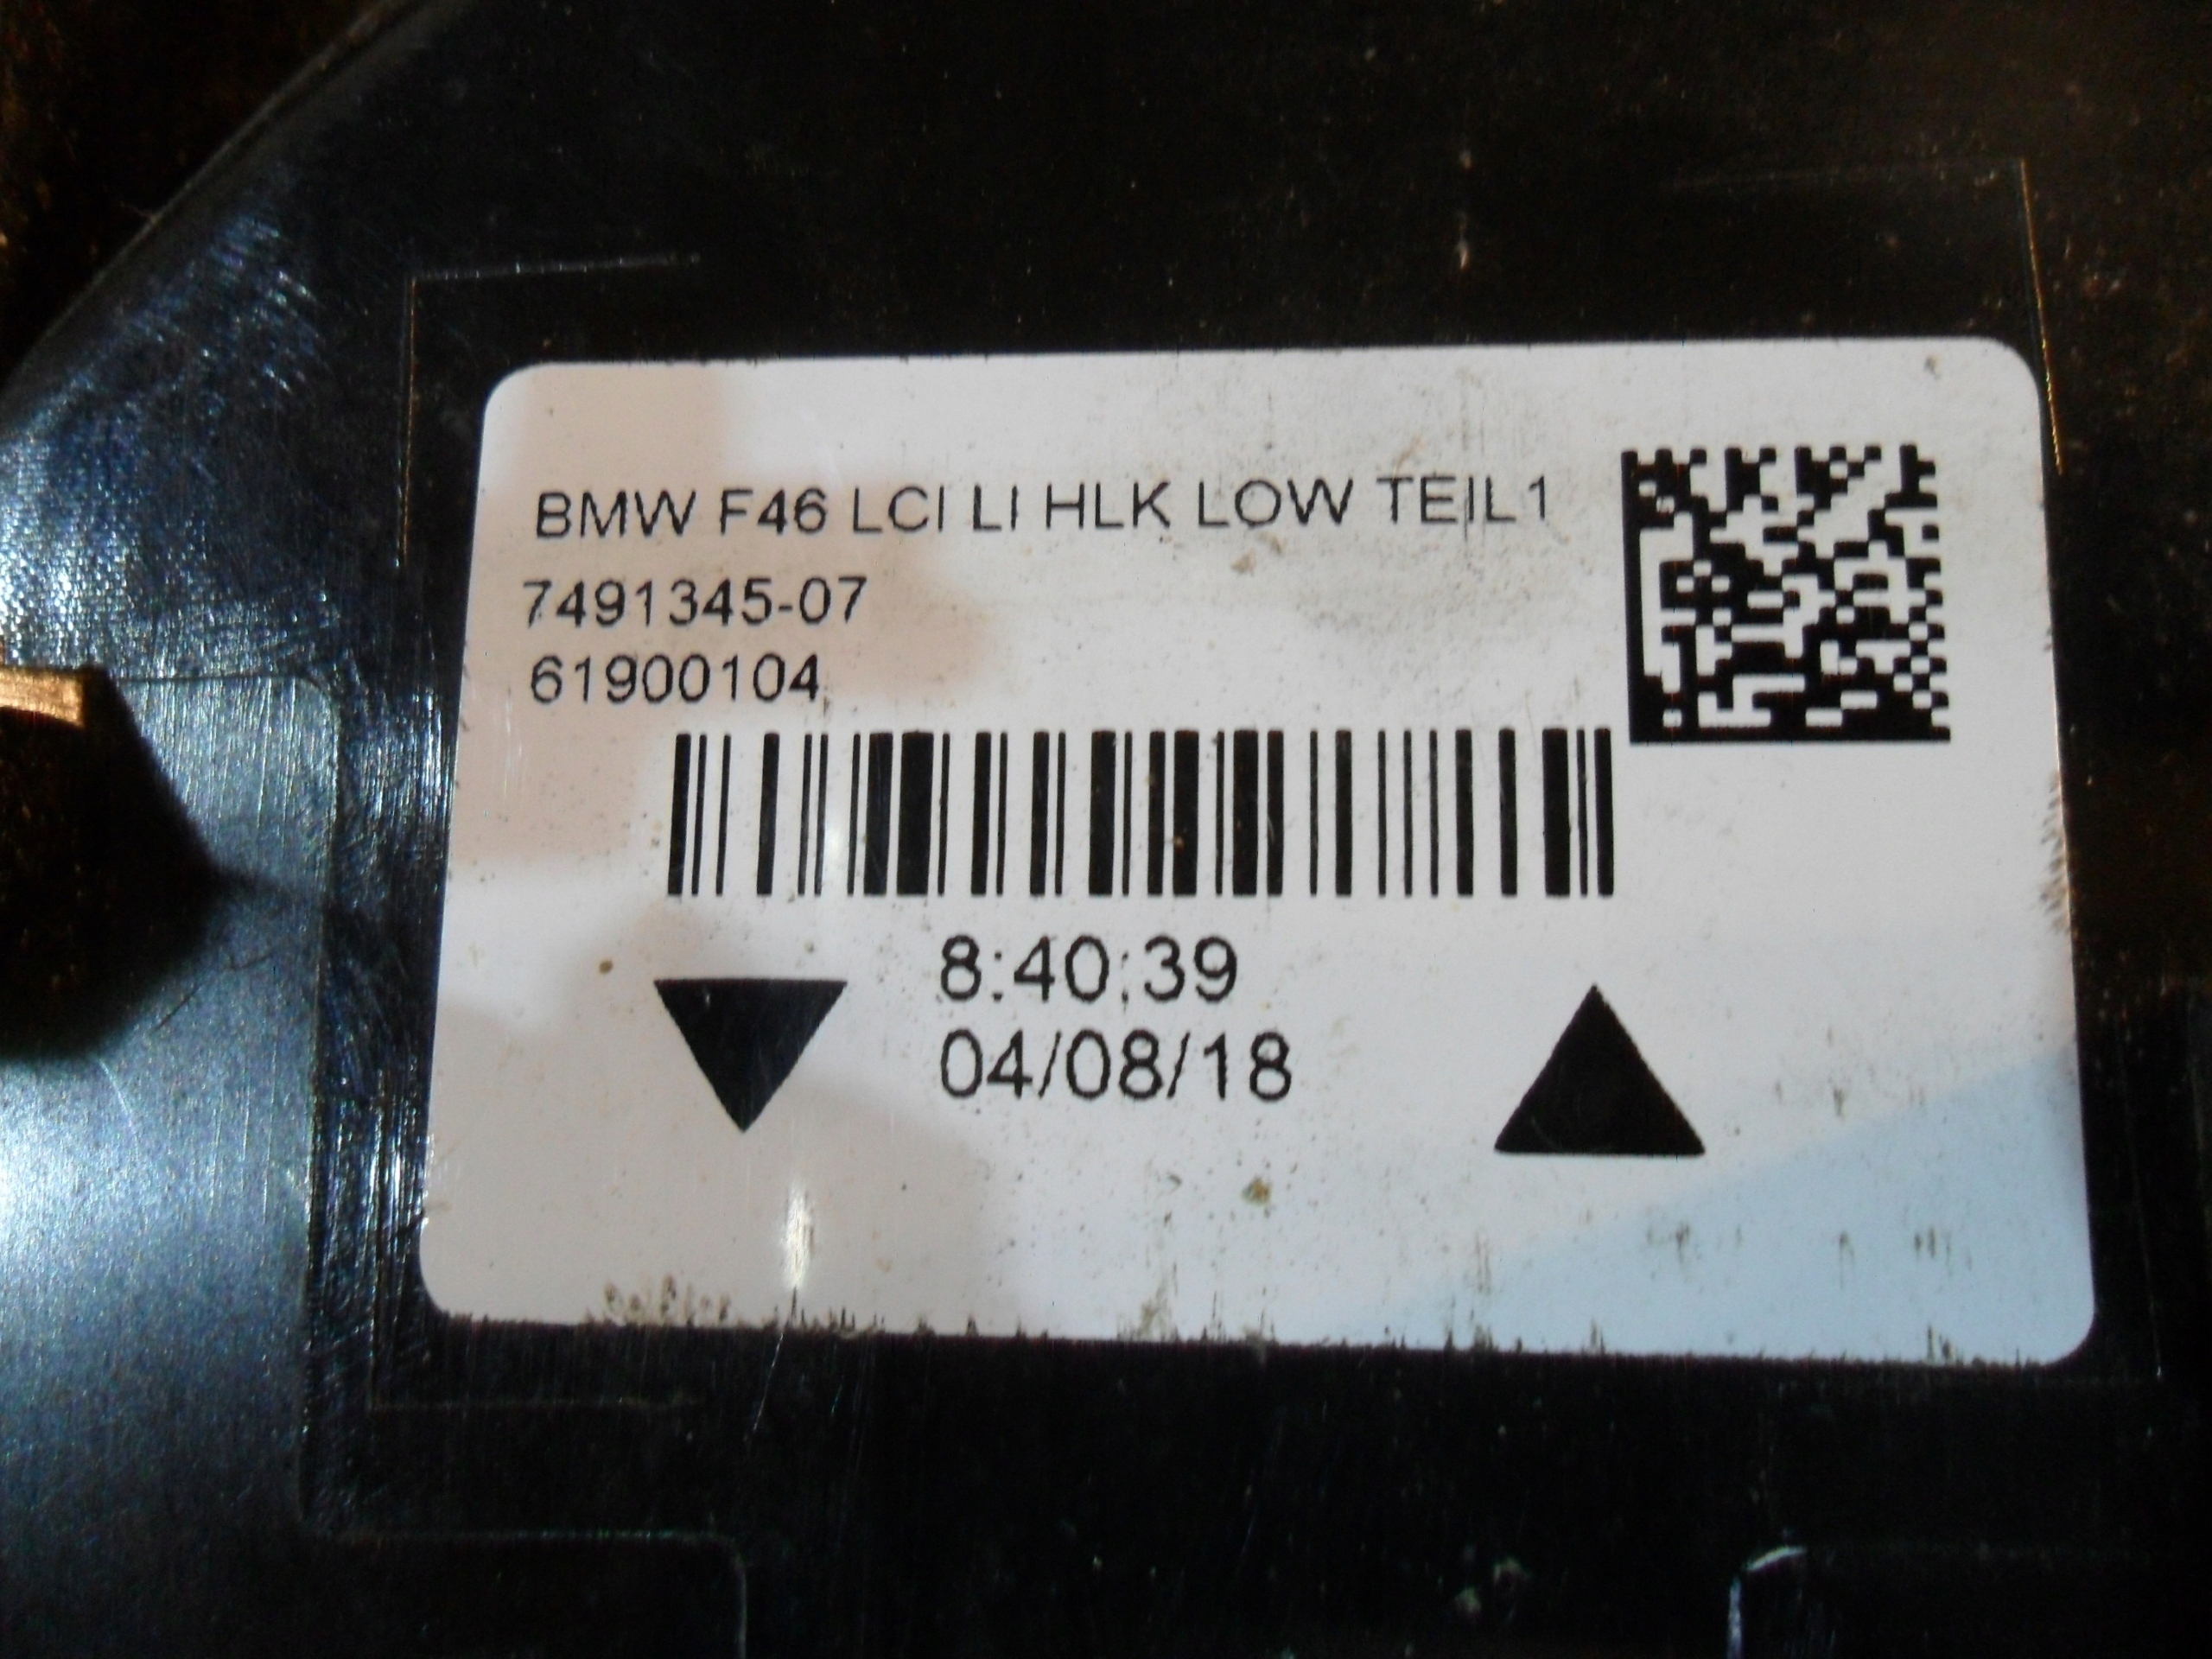 BMW F46 LCI LI HLK LOW TEIL1
7491345-07
61900104
8:40:39
04/08/18